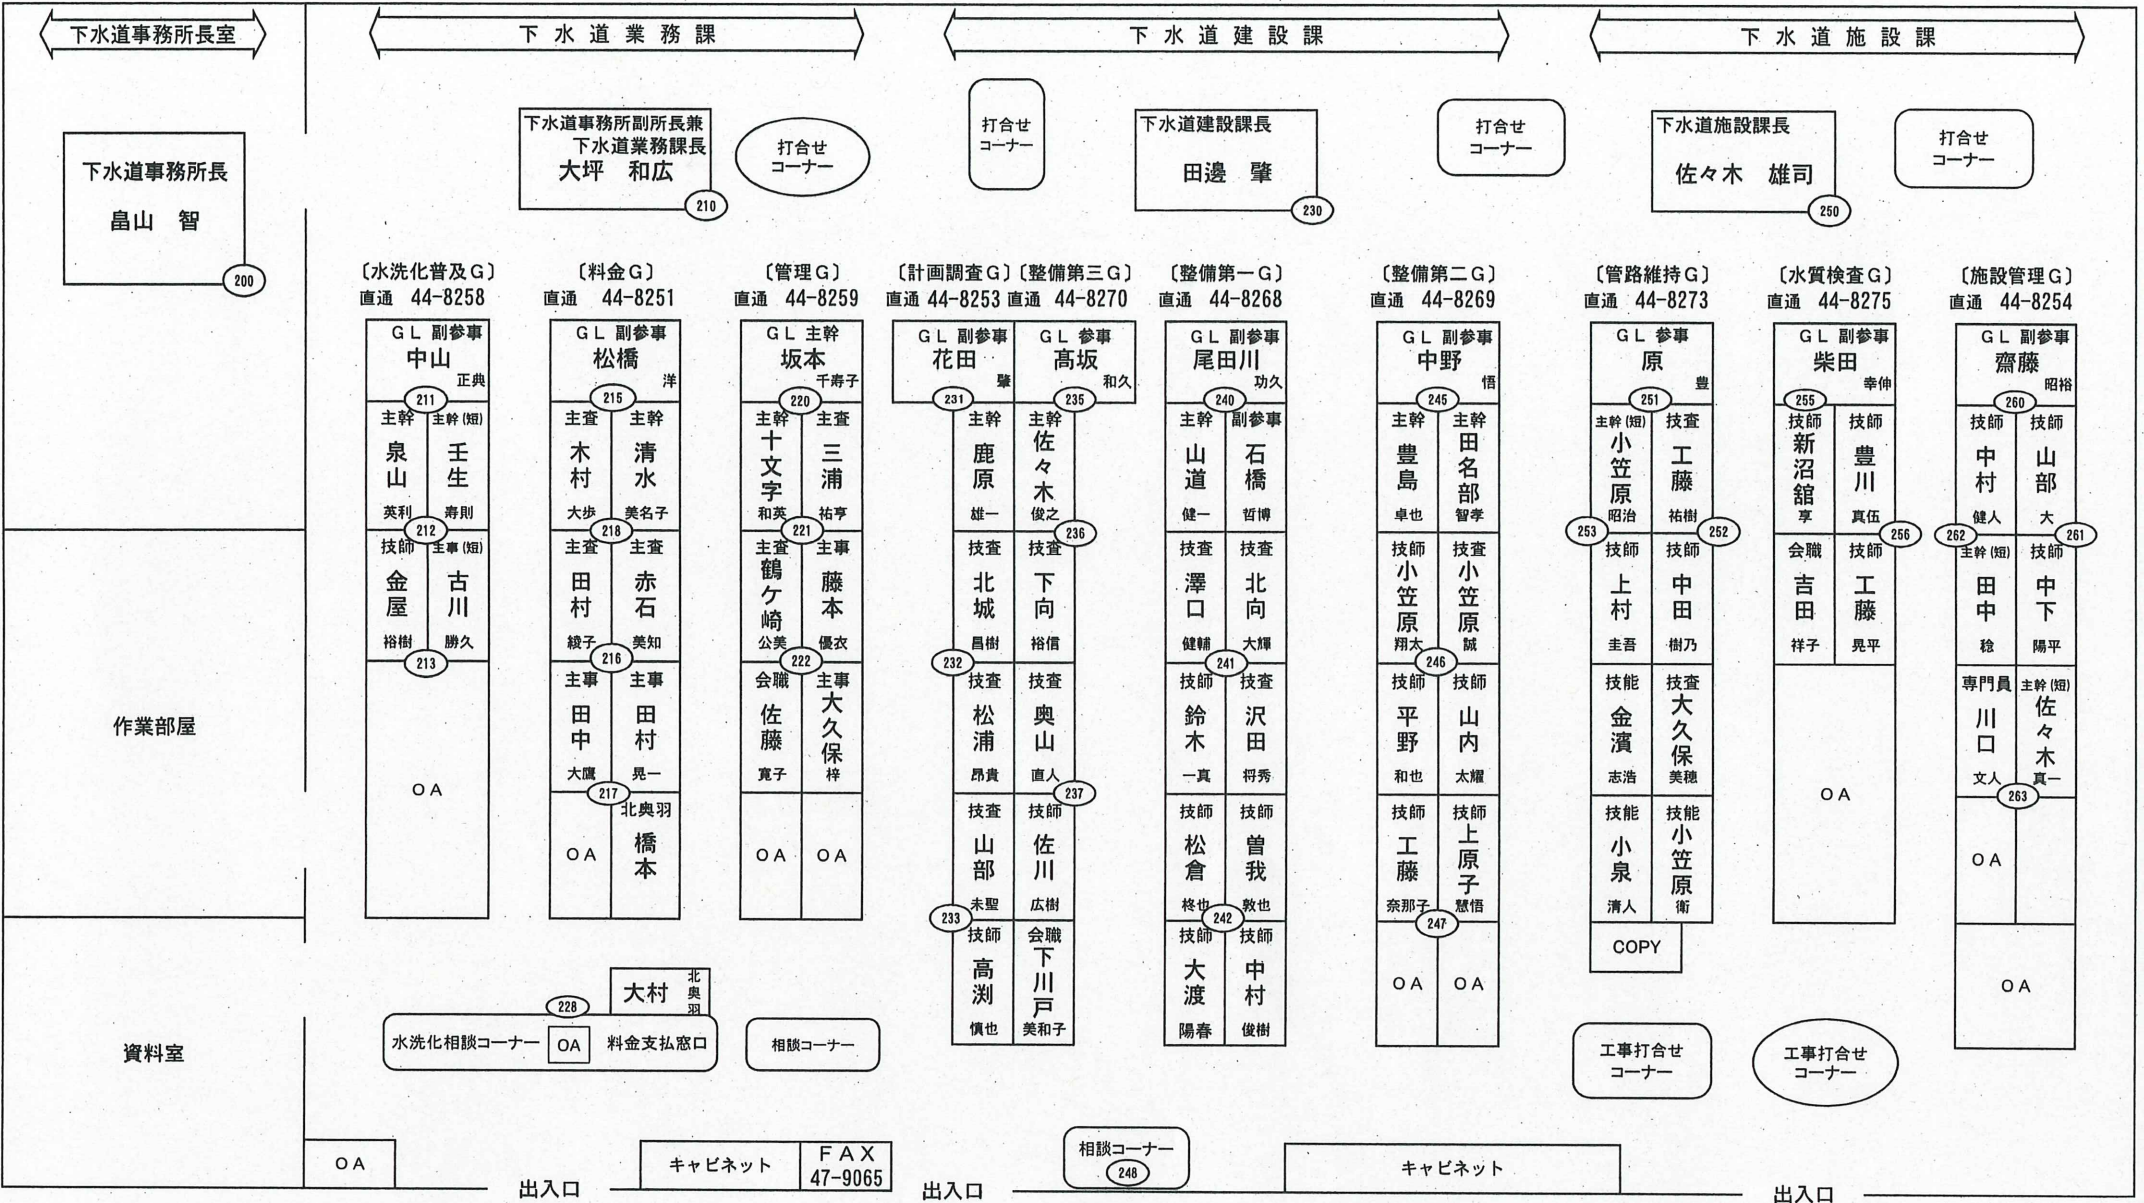 下水道事務所長室
下水道業務課
下水道建設課
下水道施設課
下水道事務所長
畠山 智
200
下水道事務所副所長兼
下水道業務課長
大坪 和広
210
打合せ
コーナー
打合せ
コーナー
下水道建設課長
田邊 肇
230
打合せ
コーナー
下水道施設課長
佐々木 雄司
250
打合せ
コーナー
作業部屋
資料室
〔水洗化普及G〕
直通 44-8258
GL 副参事
中山
正典
211
主幹 主幹(短)
泉山 壬生
英利 寿則
212
技師 主事(短)
金屋 古川
裕樹 勝久
213
OA
〔料金G〕
直通 44-8251
GL 副参事
松橋
洋
215
主査 主幹
木村 清水
大歩 美名子
218
主査 主査
田村 赤石
綾子 美知
216
主事 主事
田中 田村
大鷹 晃一
217
北奥羽
OA 橋本
〔管理G〕
直通 44-8259
GL 主幹
坂本
千寿子
220
主幹 主査
十文字 三浦
和英 祐亨
221
主査 主事
鶴ケ崎 藤本
公美 優衣
222
会職 主事
佐藤 大久保
寛子 梓
OA OA
〔計画調査G〕〔整備第三G〕
直通 44-8253 直通 44-8270
GL 副参事 GL 参事
花田 髙坂
肇 和久
231 235
主幹 主幹
鹿原 佐々木
雄一 俊之
236
技査 技査
北城 下向
昌樹 裕信
232
技査 技査
松浦 奥山
昂貴 直人
237
技査 技師
山部 佐川
未聖 広樹
233
技師 会職
高渕 下川戸
慎也 美和子
〔整備第一G〕
直通 44-8268
GL 副参事
尾田川
功久
240
主幹 副参事
山道 石橋
健一 哲博
技査 技査
澤口 北向
健輔 大輝
241
技師 技査
鈴木 沢田
一真 将秀
技師 技師
松倉 曽我
柊也 敦也
242
技師 技師
大渡 中村
陽春 俊樹
〔整備第二G〕
直通 44-8269
GL 副参事
中野
悟
245
主幹 主幹
豊島 田名部
卓也 智孝
技師 技査
小笠原 小笠原
翔太 誠
246
技師 技師
平野 山内
和也 太耀
技師 技師
工藤 上原子
奈那子 慧悟
247
OA OA
〔管路維持G〕
直通 44-8273
GL 参事
原
豊
251
主幹(短) 技査
小笠原 工藤
昭治 祐樹
253 252
技師 技師
上村 中田
圭吾 樹乃
技能 技査
金濱 大久保
志浩 美穂
技能 技能
小泉 小笠原
清人 衛
COPY
〔水質検査G〕
直通 44-8275
GL 副参事
柴田
幸伸
255
技師 技師
新沼舘 豊川
享 真伍
256
会職 技師
吉田 工藤
祥子 晃平
OA
〔施設管理G〕
直通 44-8254
GL 副参事
齋藤
昭裕
260
技師 技師
中村 山部
健人 大
262 261
主幹(短) 技師
田中 中下
稔 陽平
専門員 主幹(短)
川口 佐々木
文人 真一
263
OA
OA
大村 北奥羽
228
水洗化相談コーナー OA 料金支払窓口
相談コーナー
工事打合せ
コーナー
工事打合せ
コーナー
OA
出入口
キャビネット
FAX
47-9065
出入口
相談コーナー
248
キャビネット
出入口